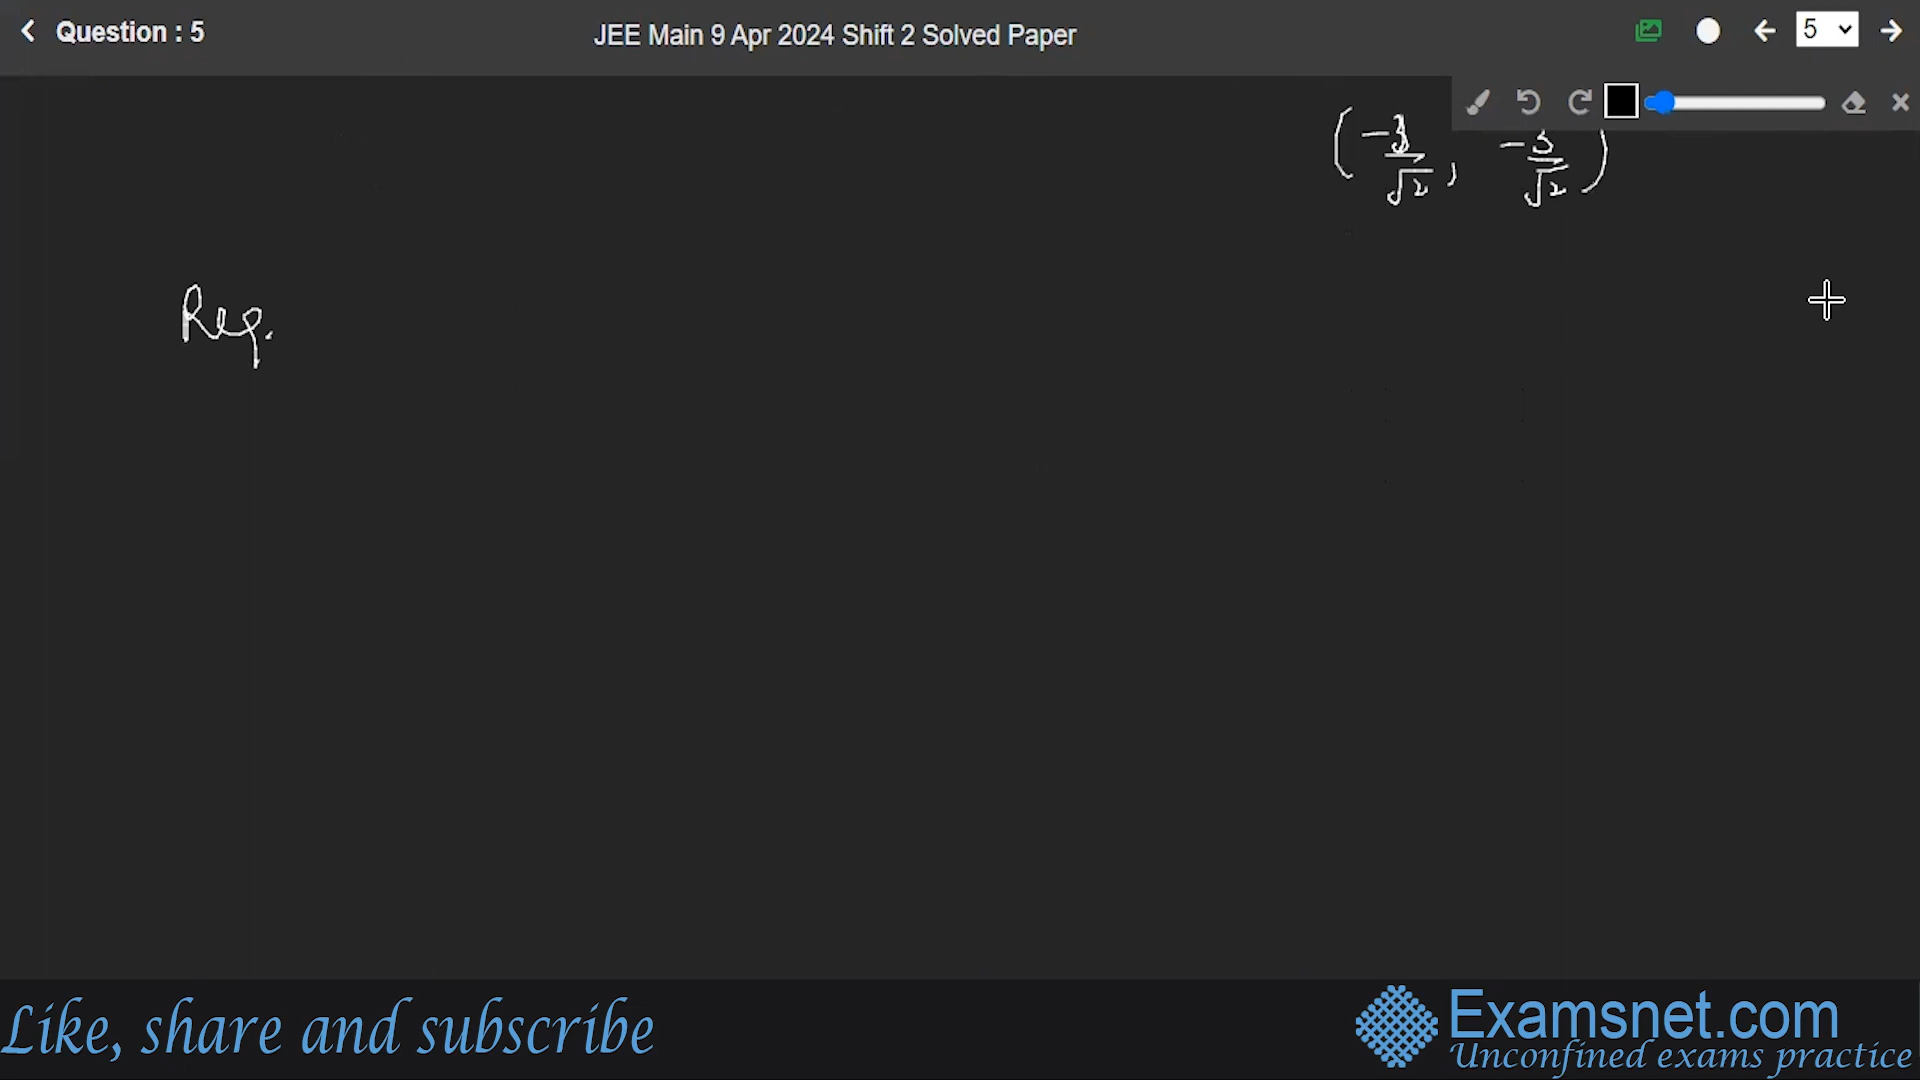 Question : 5
JEE Main 9 Apr 2024 Shift 2 Solved Paper
5
(-3/√2, -3/√2)
Req.
Like, share and subscribe
Examsnet.com
Unconfined exams practice